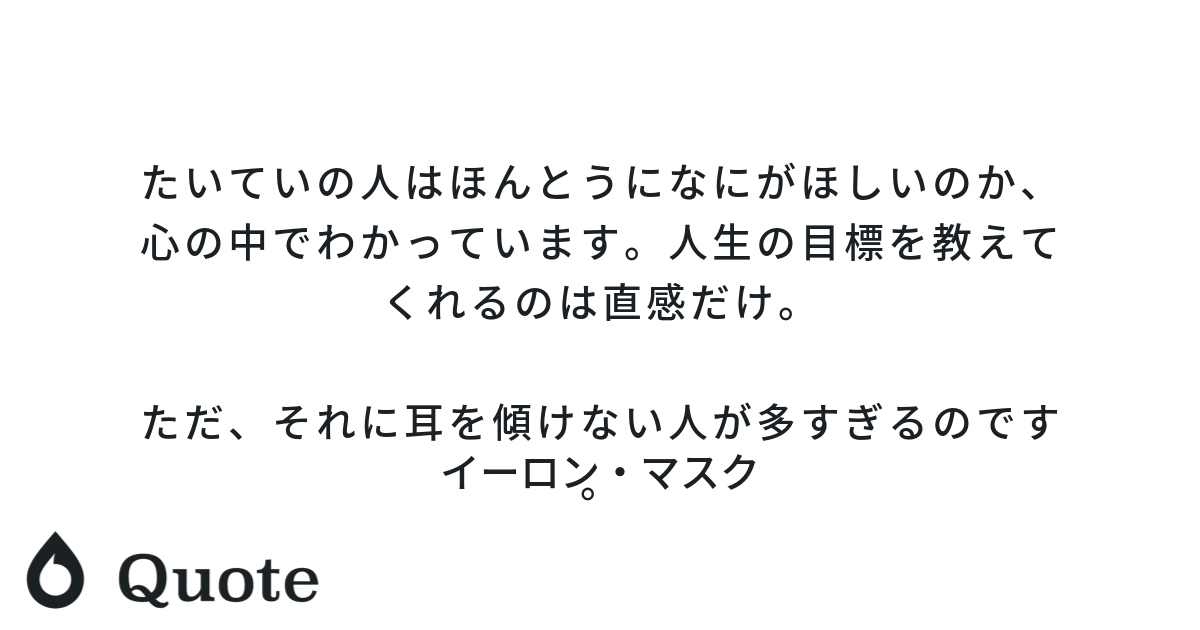 たいていの人はほんとうになにがほしいのか、
心の中でわかっています。人生の目標を教えて
くれるのは直感だけ。
ただ、それに耳を傾けない人が多すぎるのです
。
イーロン・マスク
Quote